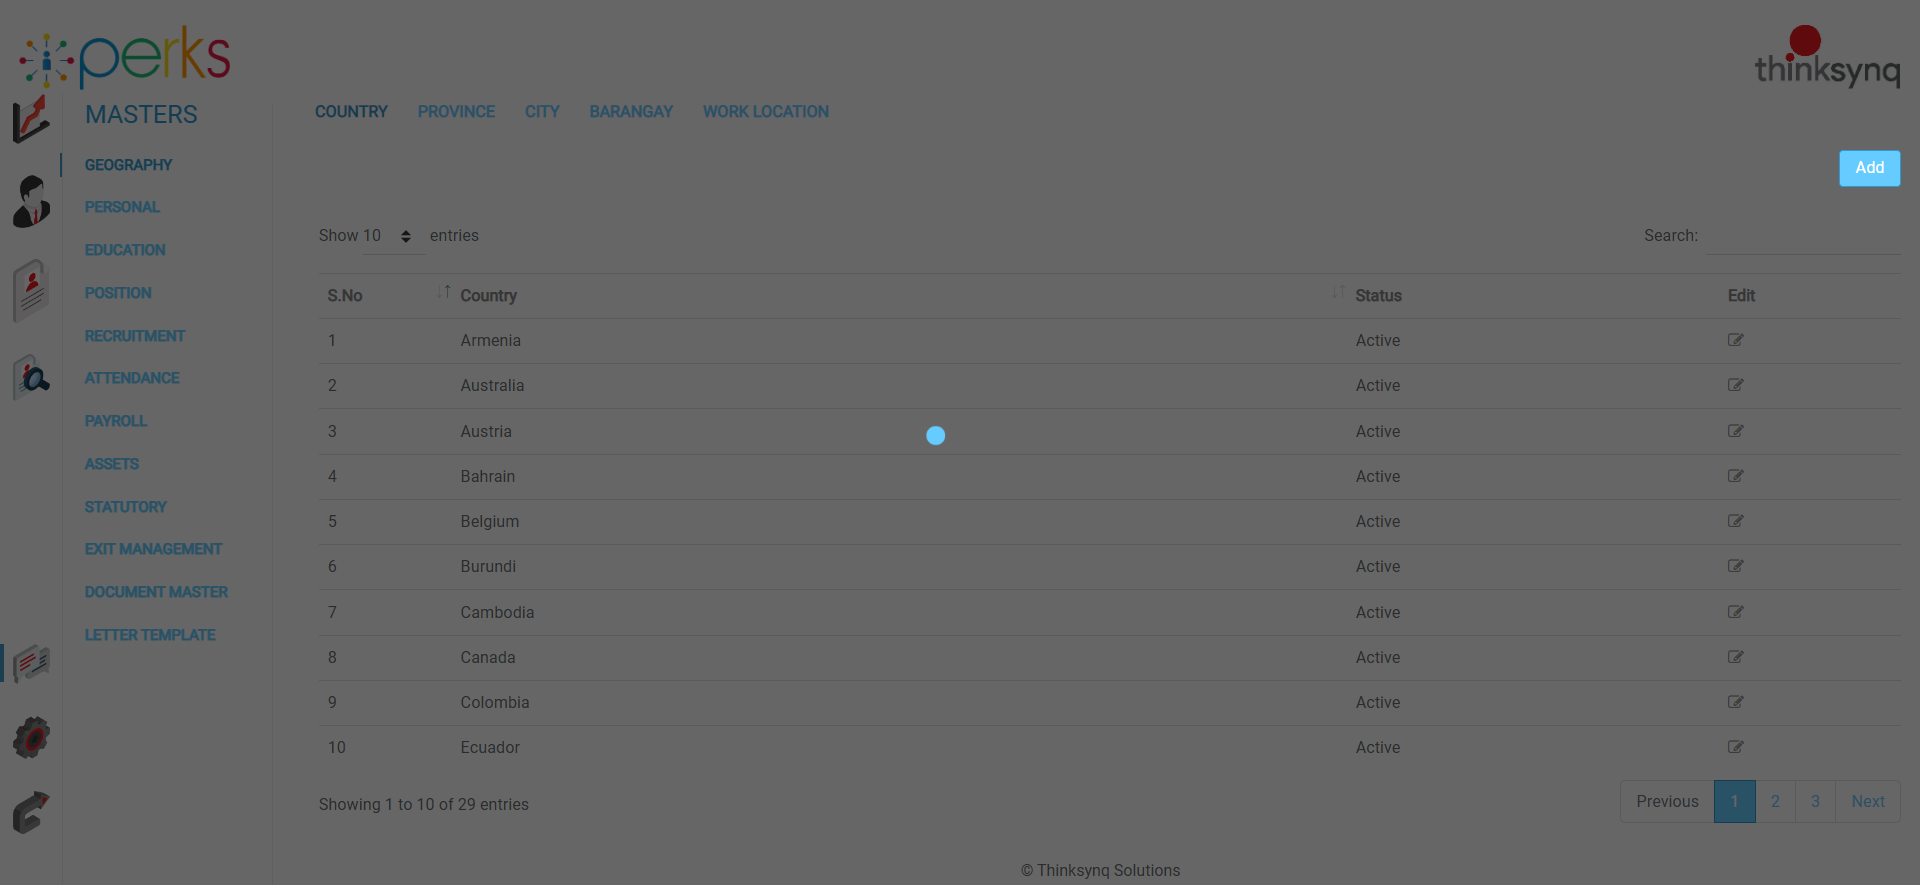 perks
thinksynq
MASTERS
COUNTRY PROVINCE CITY BARANGAY WORK LOCATION
GEOGRAPHY
PERSONAL
EDUCATION
POSITION
RECRUITMENT
ATTENDANCE
PAYROLL
ASSETS
STATUTORY
EXIT MANAGEMENT
DOCUMENT MASTER
LETTER TEMPLATE
Add
Show 10 entries Search:
S.No Country Status Edit
1 Armenia Active
2 Australia Active
3 Austria Active
4 Bahrain Active
5 Belgium Active
6 Burundi Active
7 Cambodia Active
8 Canada Active
9 Colombia Active
10 Ecuador Active
Showing 1 to 10 of 29 entries Previous 1 2 3 Next
© Thinksynq Solutions